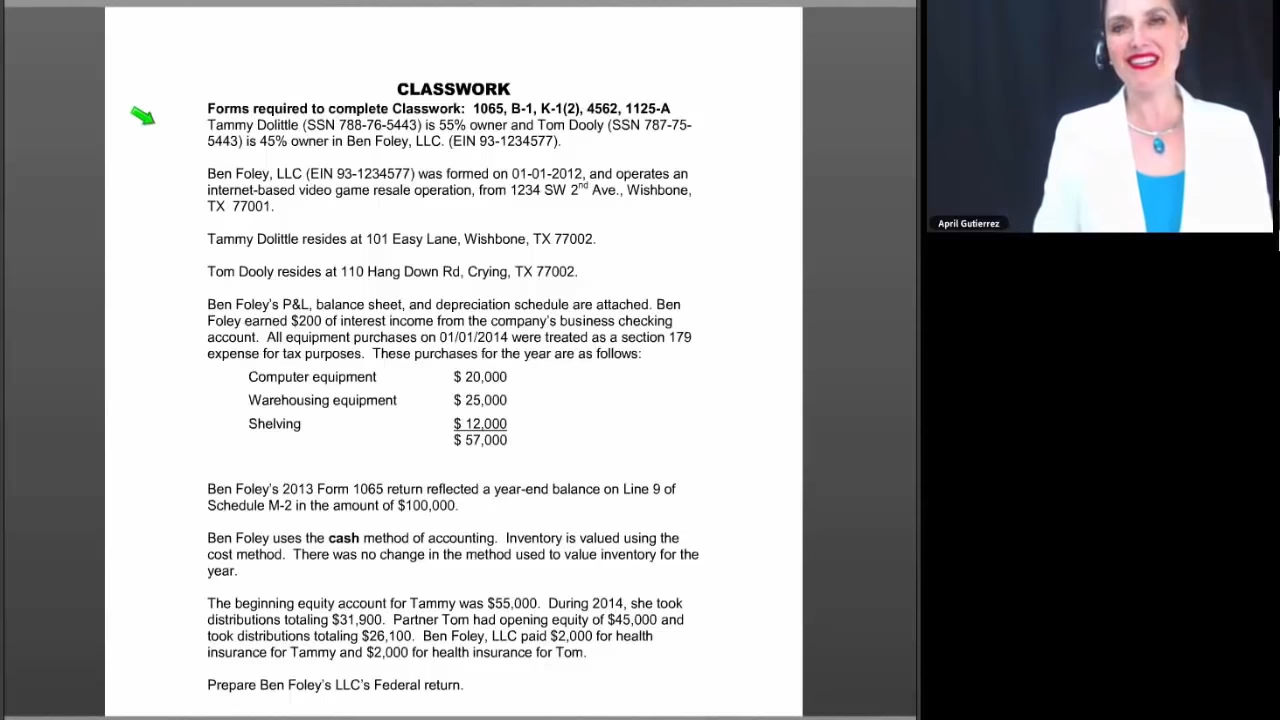 CLASSWORK
Forms required to complete Classwork: 1065, B-1, K-1(2), 4562, 1125-A
Tammy Dolittle (SSN 788-76-5443) is 55% owner and Tom Dooly (SSN 787-75-
5443) is 45% owner in Ben Foley, LLC. (EIN 93-1234577).
Ben Foley, LLC (EIN 93-1234577) was formed on 01-01-2012, and operates an
internet-based video game resale operation, from 1234 SW 2nd Ave., Wishbone,
TX 77001.
Tammy Dolittle resides at 101 Easy Lane, Wishbone, TX 77002.
Tom Dooly resides at 110 Hang Down Rd, Crying, TX 77002.
Ben Foley's P&L, balance sheet, and depreciation schedule are attached. Ben
Foley earned $200 of interest income from the company's business checking
account. All equipment purchases on 01/01/2014 were treated as a section 179
expense for tax purposes. These purchases for the year are as follows:
Computer equipment $ 20,000
Warehousing equipment $ 25,000
Shelving $ 12,000
$ 57,000
Ben Foley's 2013 Form 1065 return reflected a year-end balance on Line 9 of
Schedule M-2 in the amount of $100,000.
Ben Foley uses the cash method of accounting. Inventory is valued using the
cost method. There was no change in the method used to value inventory for the
year.
The beginning equity account for Tammy was $55,000. During 2014, she took
distributions totaling $31,900. Partner Tom had opening equity of $45,000 and
took distributions totaling $26,100. Ben Foley, LLC paid $2,000 for health
insurance for Tammy and $2,000 for health insurance for Tom.
Prepare Ben Foley's LLC's Federal return.
April Gutierrez